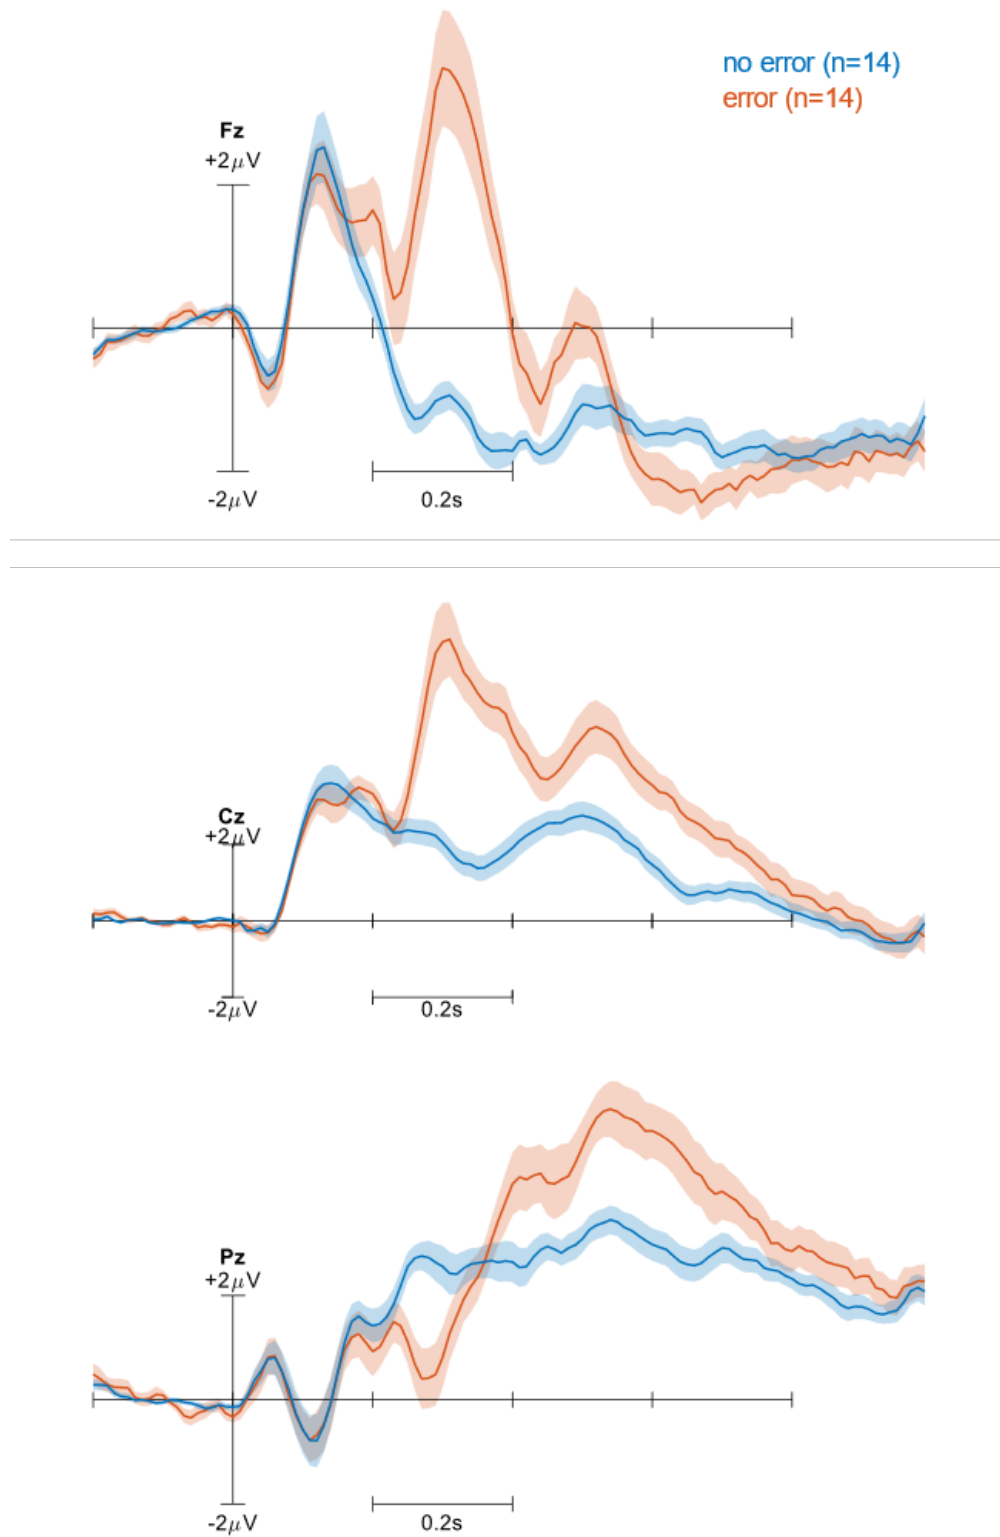 no error (n=14)
error (n=14)
Fz
+2μV
-2μV
0.2s
Cz
+2μV
-2μV
0.2s
Pz
+2μV
-2μV
0.2s